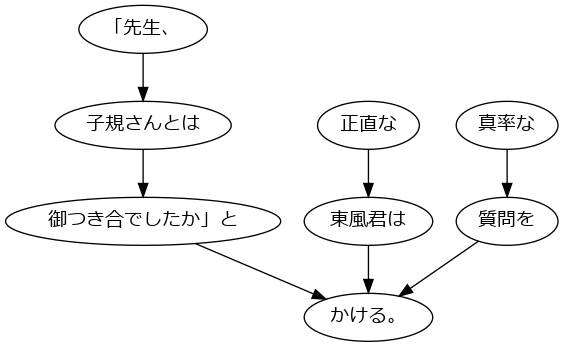 「先生、
子規さんとは
正直な
真率な
御つき合でしたか」と
東風君は
質問を
かける。